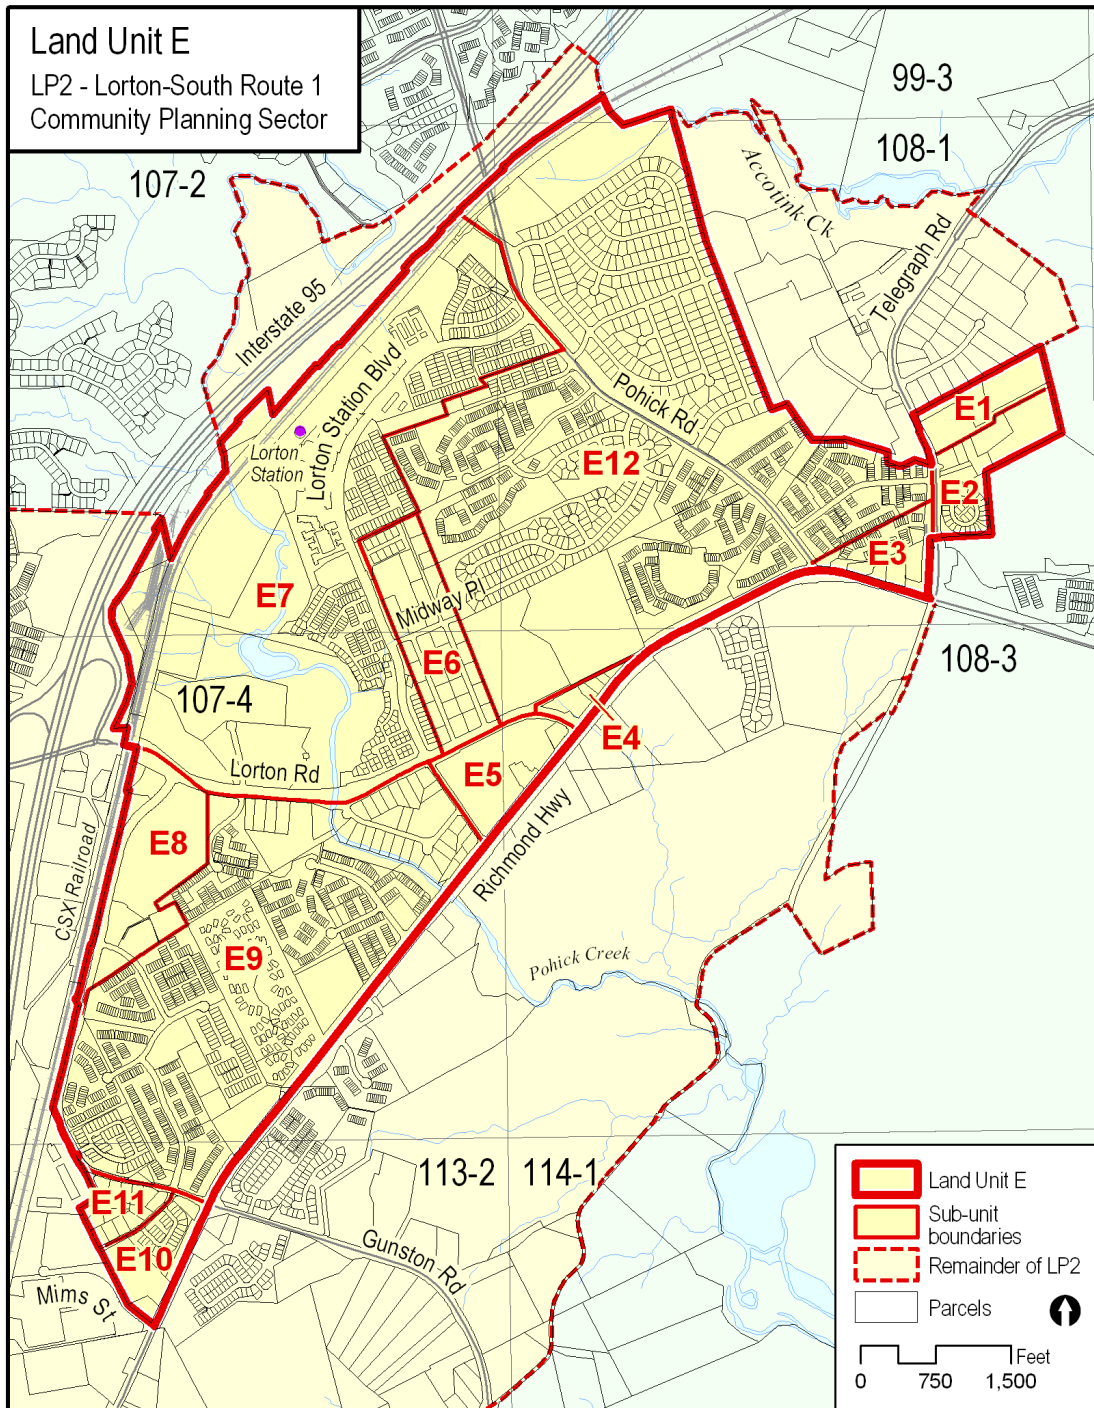 Land Unit E
LP2 - Lorton-South Route 1
Community Planning Sector
99-3
108-1
107-2
Accotink Ck
Telegraph Rd
Interstate 95
Lorton Station Blvd
Pohick Rd
E1
Lorton
Station
E12
E2
E3
E7
Midway Pl
E6
108-3
107-4
E4
Lorton Rd
E5
Richmond Hwy
E8
CSX Railroad
E9
Pohick Creek
113-2
114-1
E11
E10
Gunston Rd
Mims St
Land Unit E
Sub-unit
boundaries
Remainder of LP2
Parcels
Feet
0 750 1,500